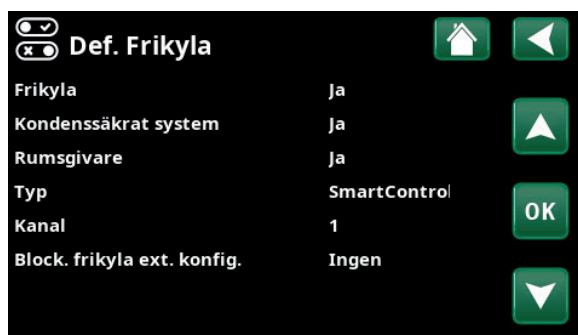 Def. Frikyla
Frikyla Ja
Kondenssäkrat system Ja
Rumsgivare Ja
Typ SmartControl
Kanal 1
OK
Block. frikyla ext. konfig. Ingen